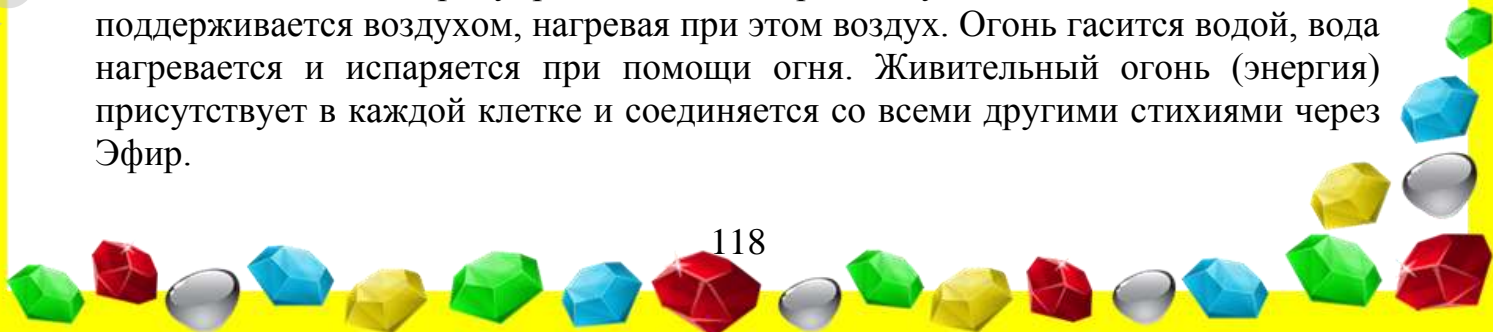 поддерживается воздухом, нагревая при этом воздух. Огонь гасится водой, вода
нагревается и испаряется при помощи огня. Живительный огонь (энергия)
присутствует в каждой клетке и соединяется со всеми другими стихиями через
Эфир.
118